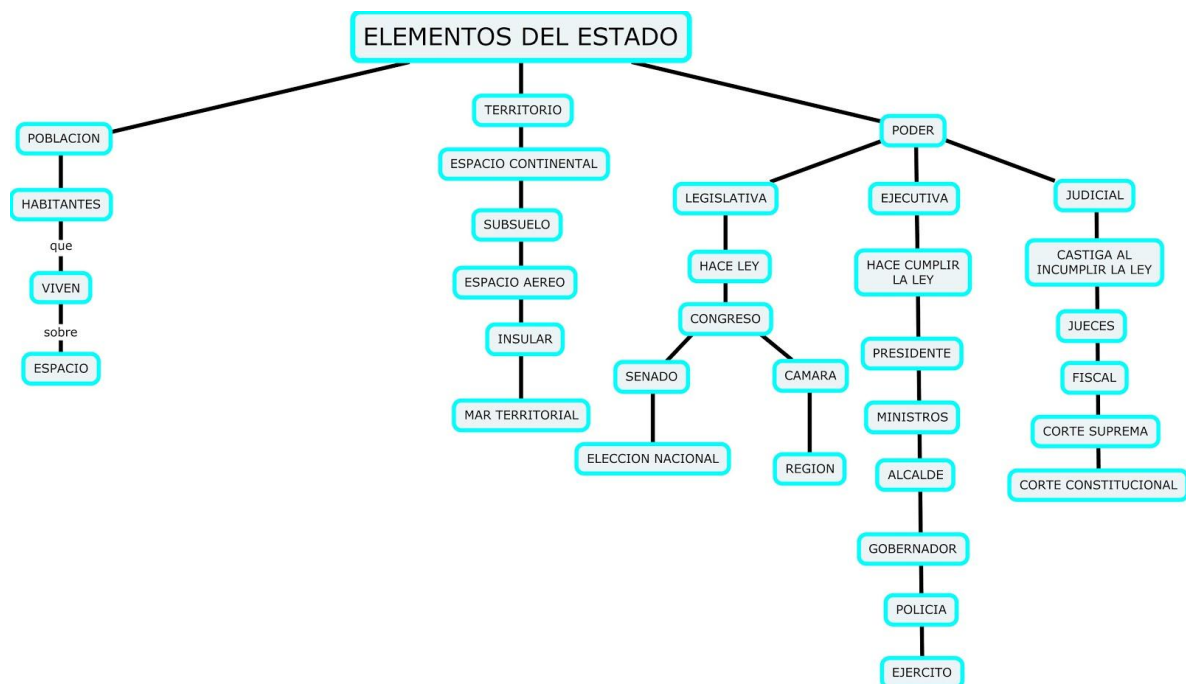 ELEMENTOS DEL ESTADO
POBLACION
HABITANTES
que
VIVEN
sobre
ESPACIO
TERRITORIO
ESPACIO CONTINENTAL
SUBSUELO
ESPACIO AEREO
INSULAR
MAR TERRITORIAL
PODER
LEGISLATIVA
HACE LEY
CONGRESO
SENADO
ELECCION NACIONAL
CAMARA
REGION
EJECUTIVA
HACE CUMPLIR
LA LEY
PRESIDENTE
MINISTROS
ALCALDE
GOBERNADOR
POLICIA
EJERCITO
JUDICIAL
CASTIGA AL
INCUMPLIR LA LEY
JUECES
FISCAL
CORTE SUPREMA
CORTE CONSTITUCIONAL